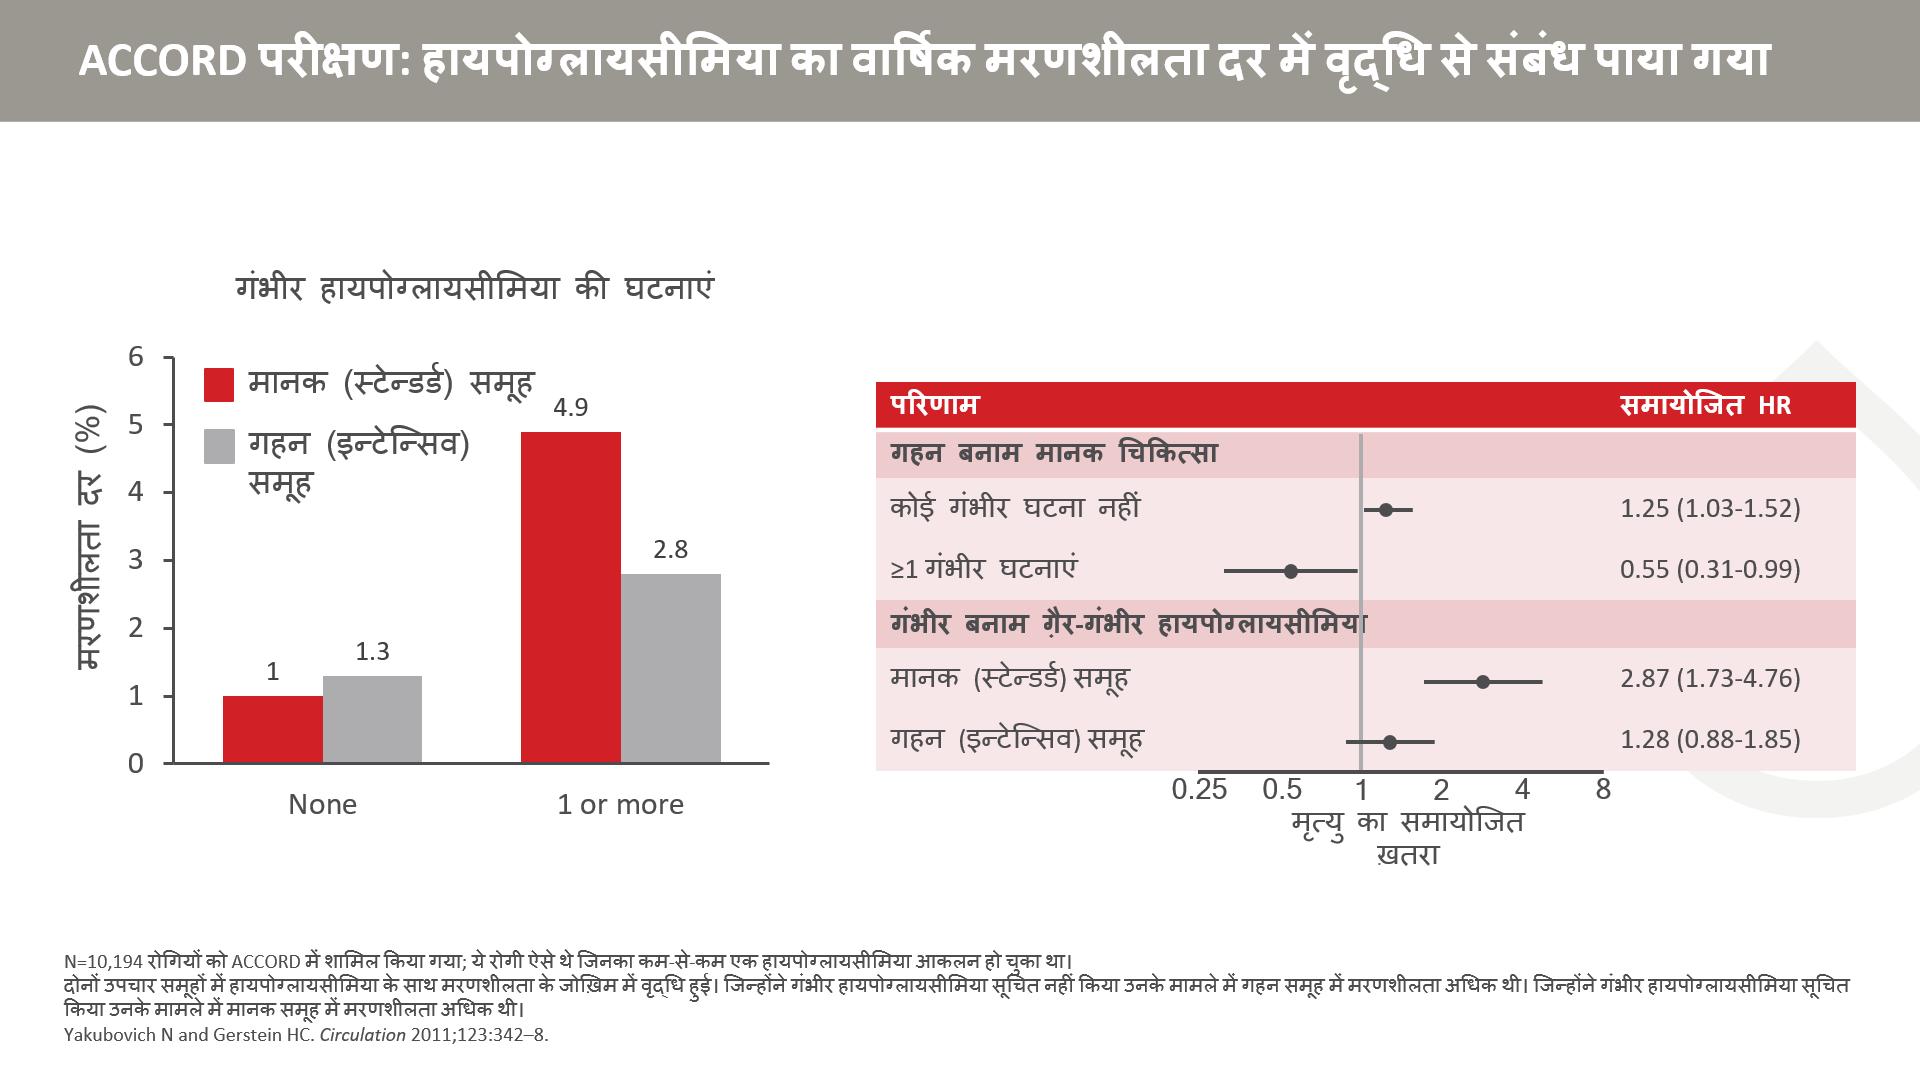 ACCORD परीक्षण: हायपोग्लायसीमिया का वार्षिक मरणशीलता दर में वृद्धि से संबंध पाया गया
गंभीर हायपोग्लायसीमिया की घटनाएं
मरणशीलता दर (%)
6
5
4
3
2
1
0
मानक (स्टेन्डर्ड) समूह
गहन (इन्टेन्सिव)
समूह
1
1.3
4.9
2.8
None
1 or more
परिणाम समायोजित HR
गहन बनाम मानक चिकित्सा
कोई गंभीर घटना नहीं 1.25 (1.03-1.52)
≥1 गंभीर घटनाएं 0.55 (0.31-0.99)
गंभीर बनाम ग़ैर-गंभीर हायपोग्लायसीमिया
मानक (स्टेन्डर्ड) समूह 2.87 (1.73-4.76)
गहन (इन्टेन्सिव) समूह 1.28 (0.88-1.85)
0.25 0.5 1 2 4 8
मृत्यु का समायोजित
ख़तरा
N=10,194 रोगियों को ACCORD में शामिल किया गया; ये रोगी ऐसे थे जिनका कम-से-कम एक हायपोग्लायसीमिया आकलन हो चुका था।
दोनों उपचार समूहों में हायपोग्लायसीमिया के साथ मरणशीलता के जोख़िम में वृद्धि हुई। जिन्होंने गंभीर हायपोग्लायसीमिया सूचित नहीं किया उनके मामले में गहन समूह में मरणशीलता अधिक थी। जिन्होंने गंभीर हायपोग्लायसीमिया सूचित
किया उनके मामले में मानक समूह में मरणशीलता अधिक थी।
Yakubovich N and Gerstein HC. Circulation 2011;123:342–8.